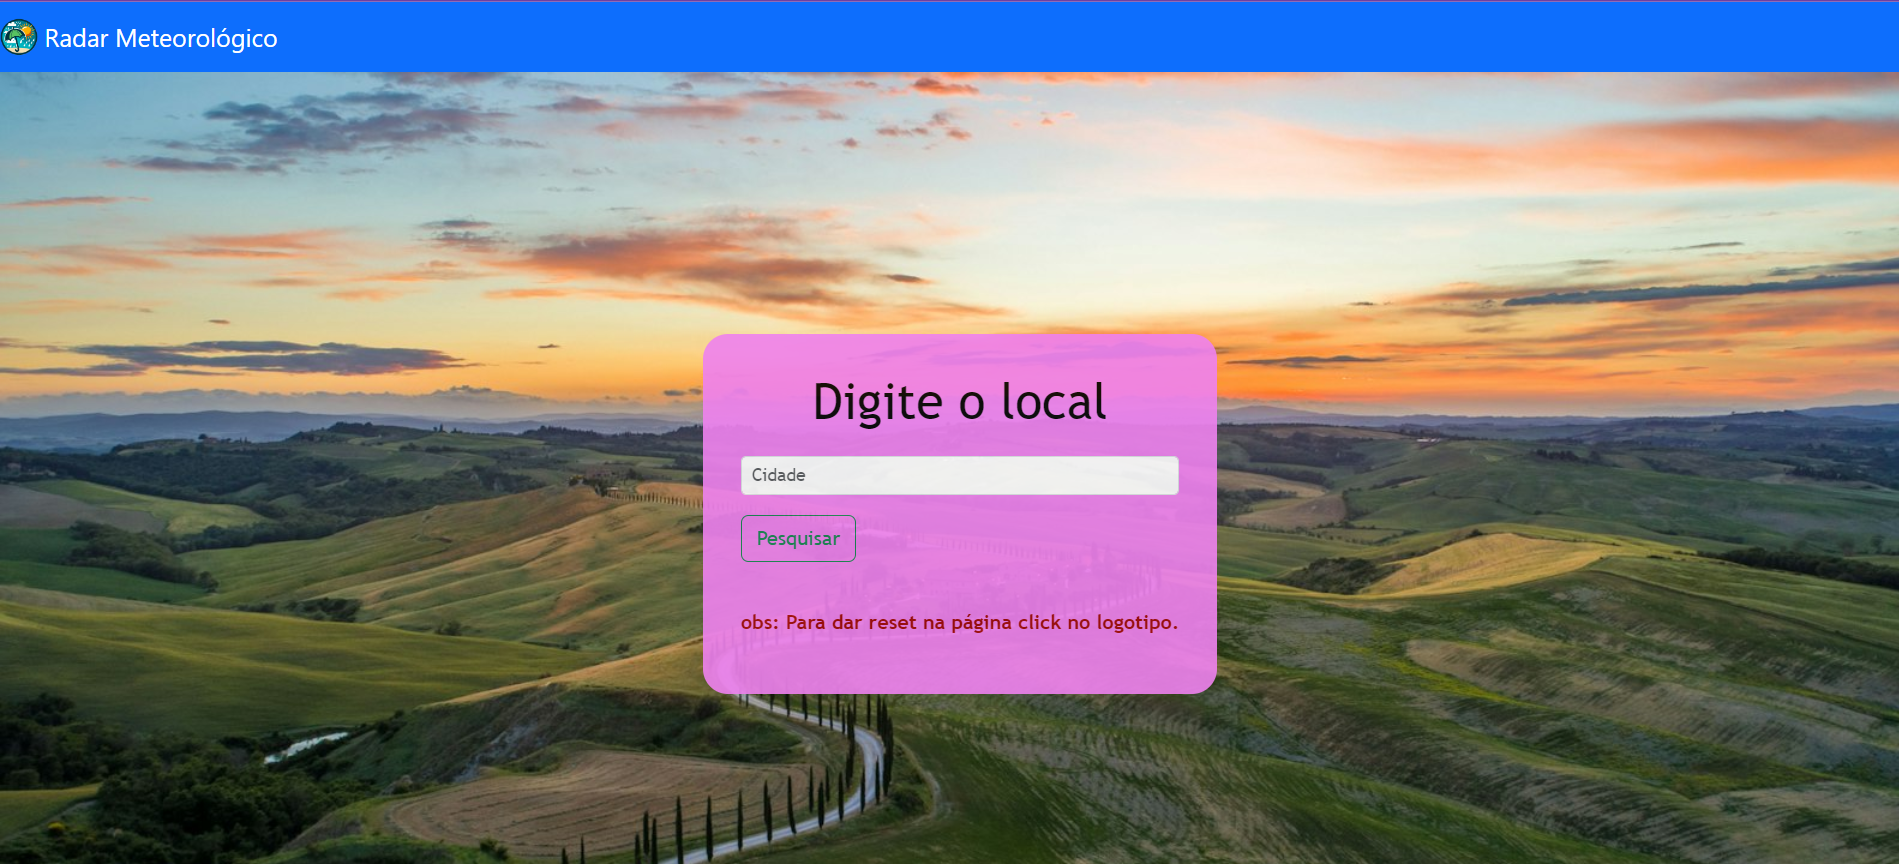 Radar Meteorológico
Digite o local
Cidade
Pesquisar
obs: Para dar reset na página click no logotipo.